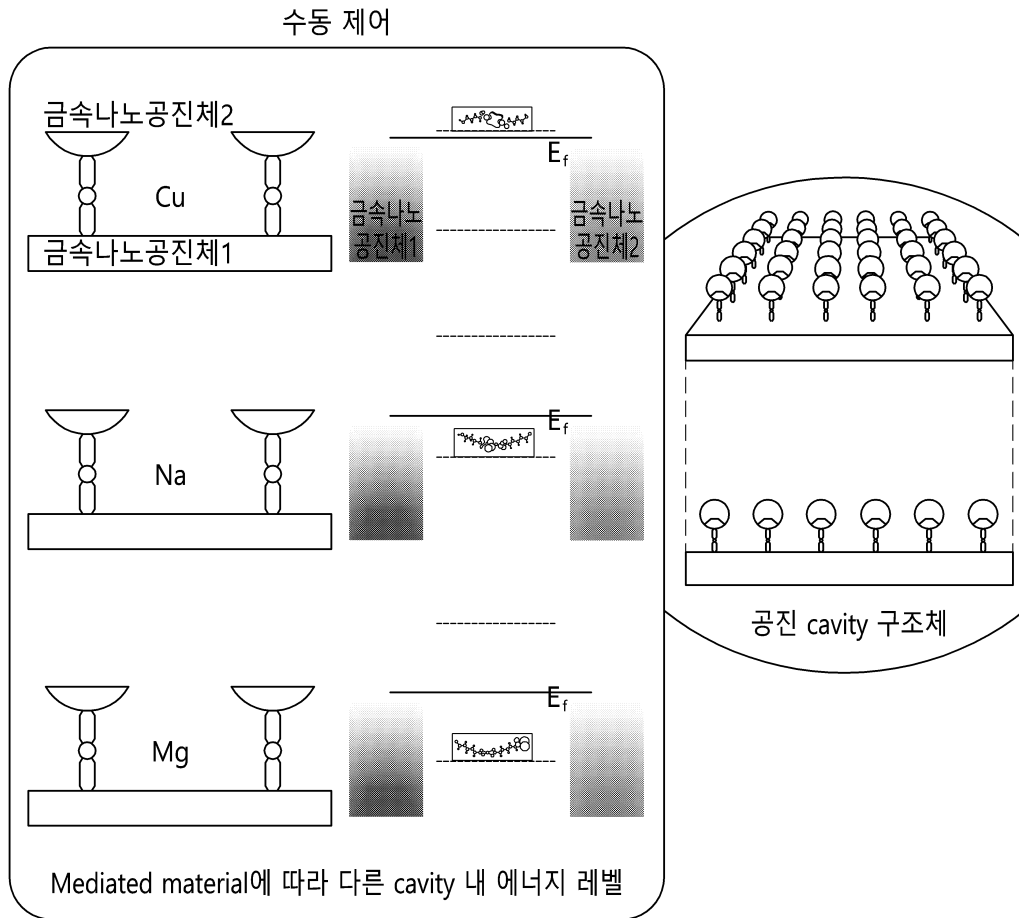 수동 제어
금속나노공진체2
Cu
금속나노공진체1
Ef
금속나노
공진체1
금속나노
공진체2
Na
Ef
Mg
Ef
Mediated material에 따라 다른 cavity 내 에너지 레벨
공진 cavity 구조체